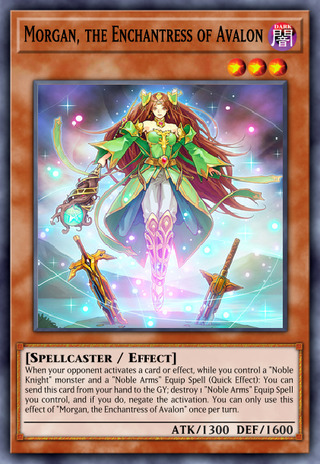 Morgan, the Enchantress of Avalon
DARK
闇
[Spellcaster / Effect]
When your opponent activates a card or effect, while you control a "Noble
Knight" monster and a "Noble Arms" Equip Spell (Quick Effect): You can
send this card from your hand to the GY; destroy 1 "Noble Arms" Equip Spell
you control, and if you do, negate the activation. You can only use this
effect of "Morgan, the Enchantress of Avalon" once per turn.
ATK/1300 DEF/1600